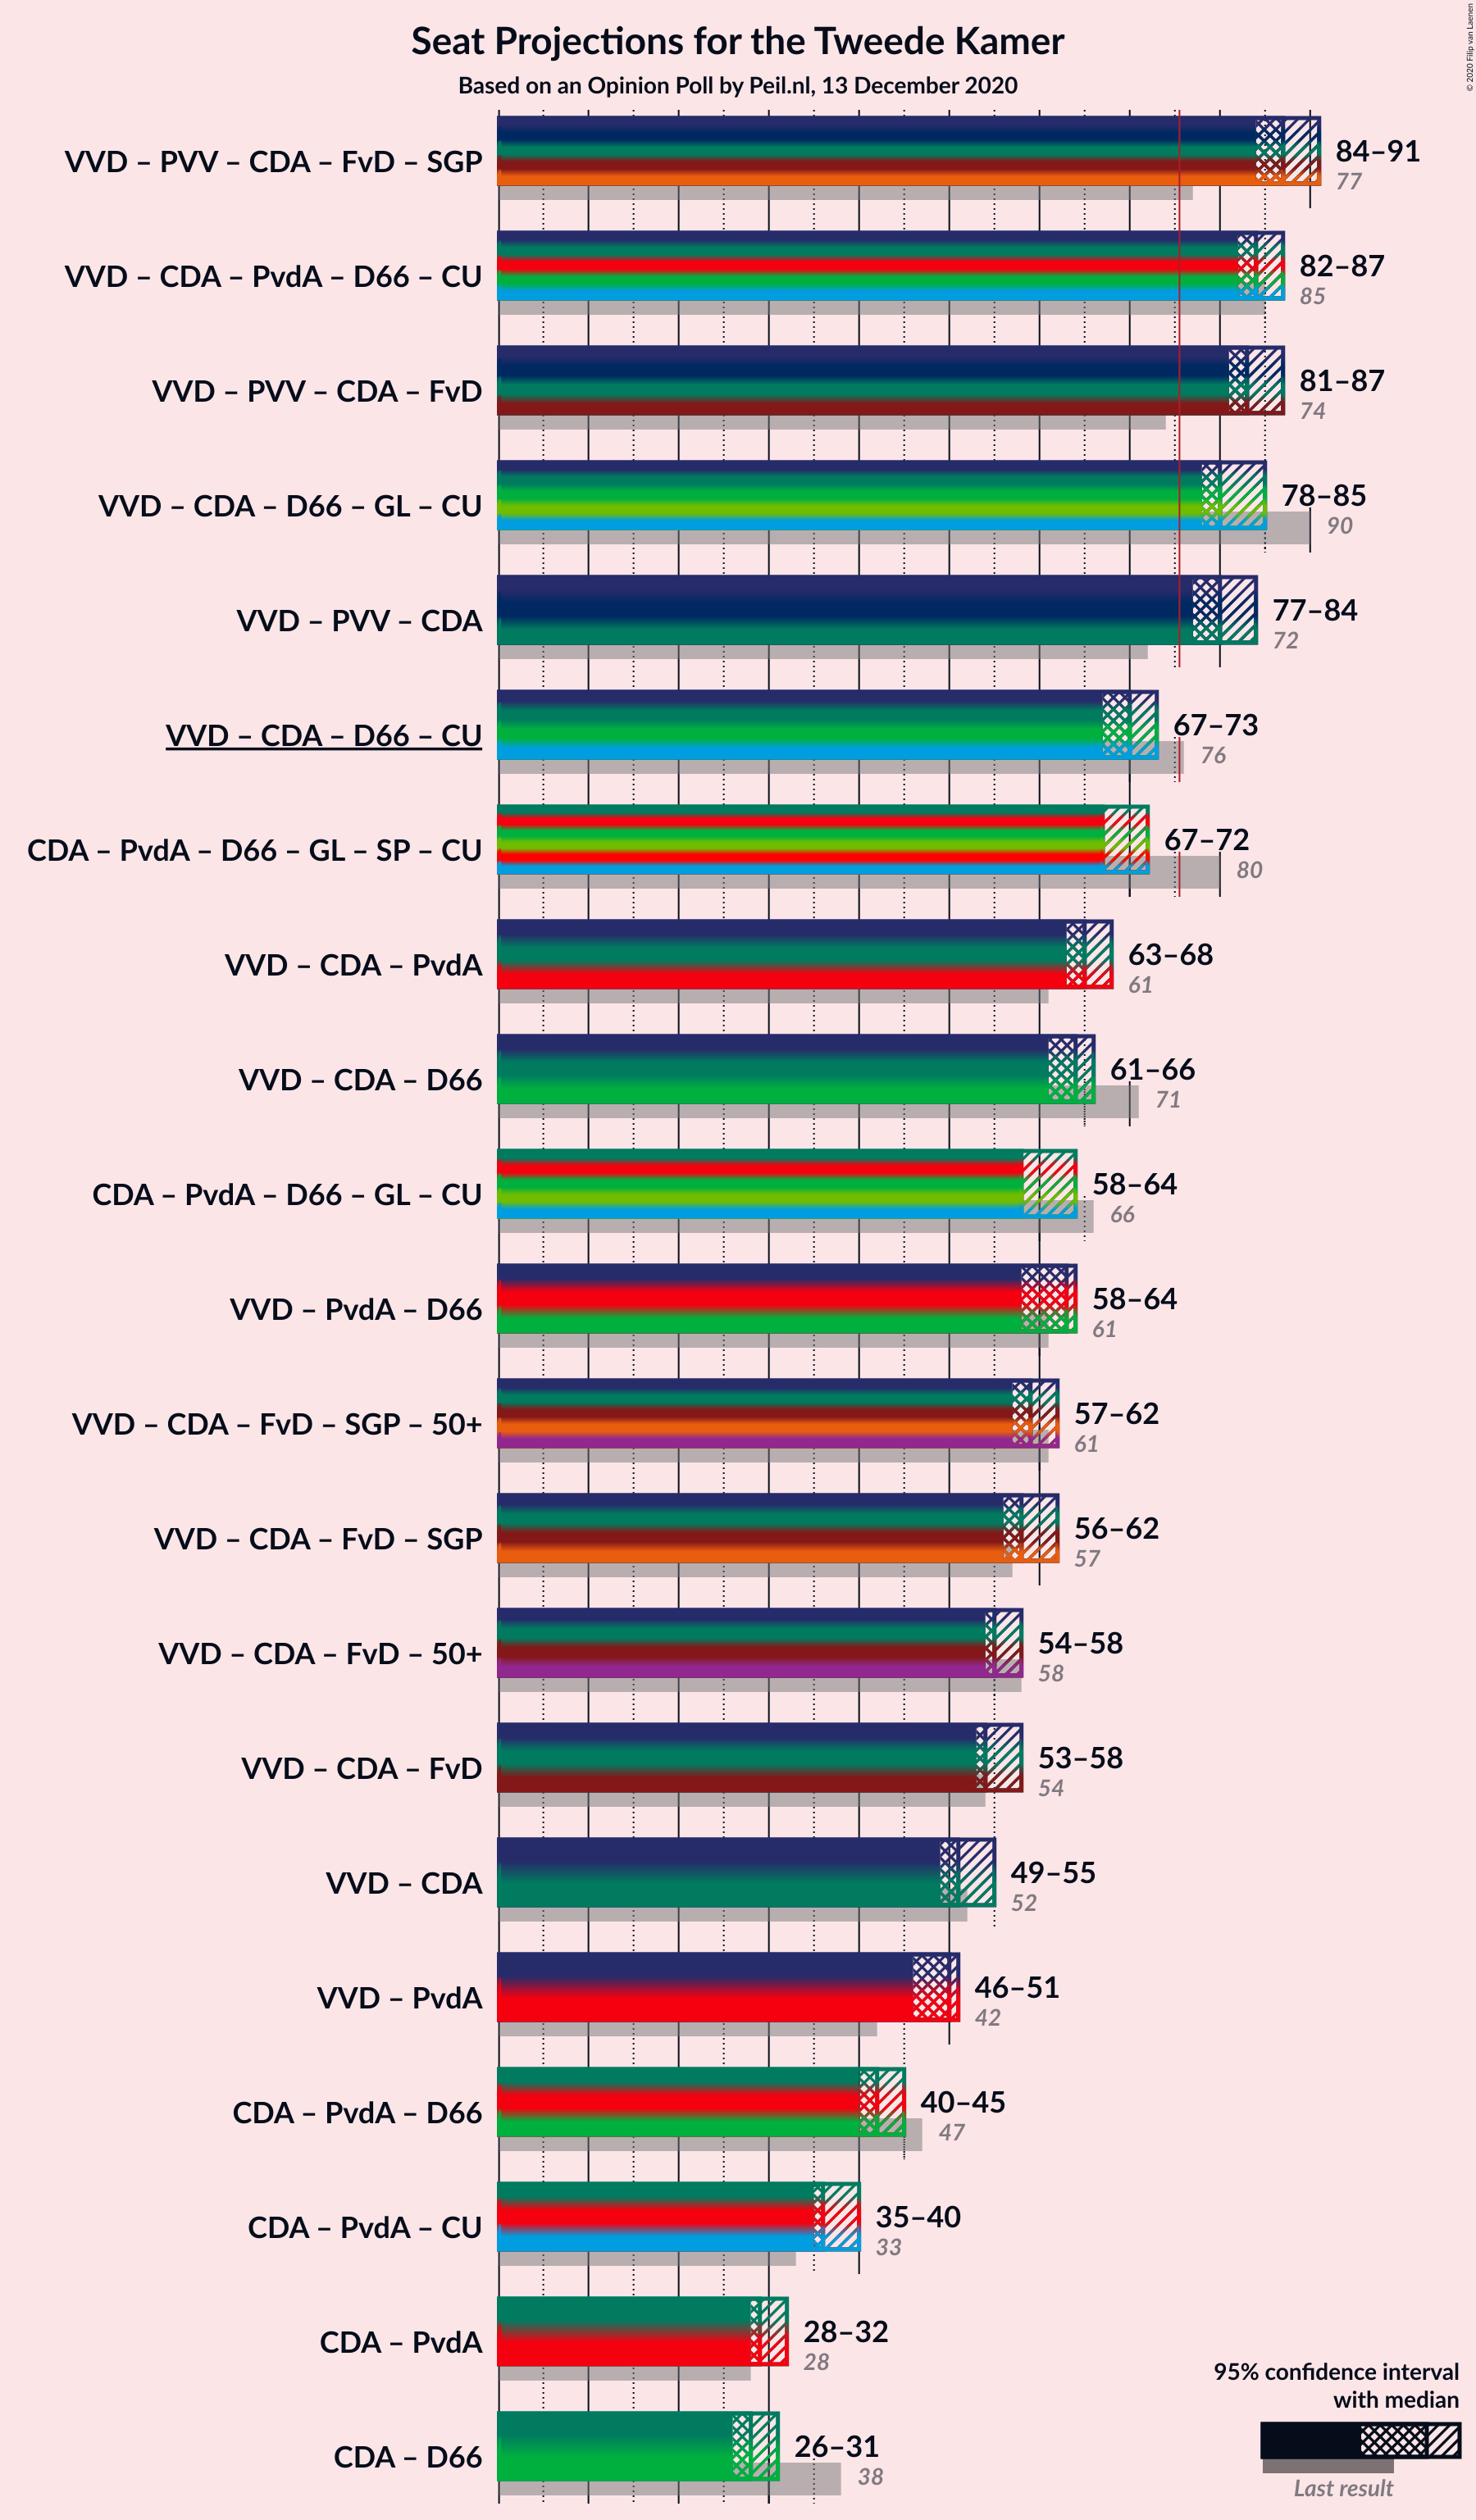 Seat Projections for the Tweede Kamer
Based on an Opinion Poll by Peil.nl, 13 December 2020
© 2020 Filip van Laenen
VVD – PVV – CDA – FvD – SGP
84–91
77
VVD – CDA – PvdA – D66 – CU
82–87
85
VVD – PVV – CDA – FvD
81–87
74
VVD – CDA – D66 – GL – CU
78–85
90
VVD – PVV – CDA
77–84
72
VVD – CDA – D66 – CU
67–73
76
CDA – PvdA – D66 – GL – SP – CU
67–72
80
VVD – CDA – PvdA
63–68
61
VVD – CDA – D66
61–66
71
CDA – PvdA – D66 – GL – CU
58–64
66
VVD – PvdA – D66
58–64
61
VVD – CDA – FvD – SGP – 50+
57–62
61
VVD – CDA – FvD – SGP
56–62
57
VVD – CDA – FvD – 50+
54–58
58
VVD – CDA – FvD
53–58
54
VVD – CDA
49–55
52
VVD – PvdA
46–51
42
CDA – PvdA – D66
40–45
47
CDA – PvdA – CU
35–40
33
CDA – PvdA
28–32
28
CDA – D66
26–31
38
95% confidence interval
with median
Last result